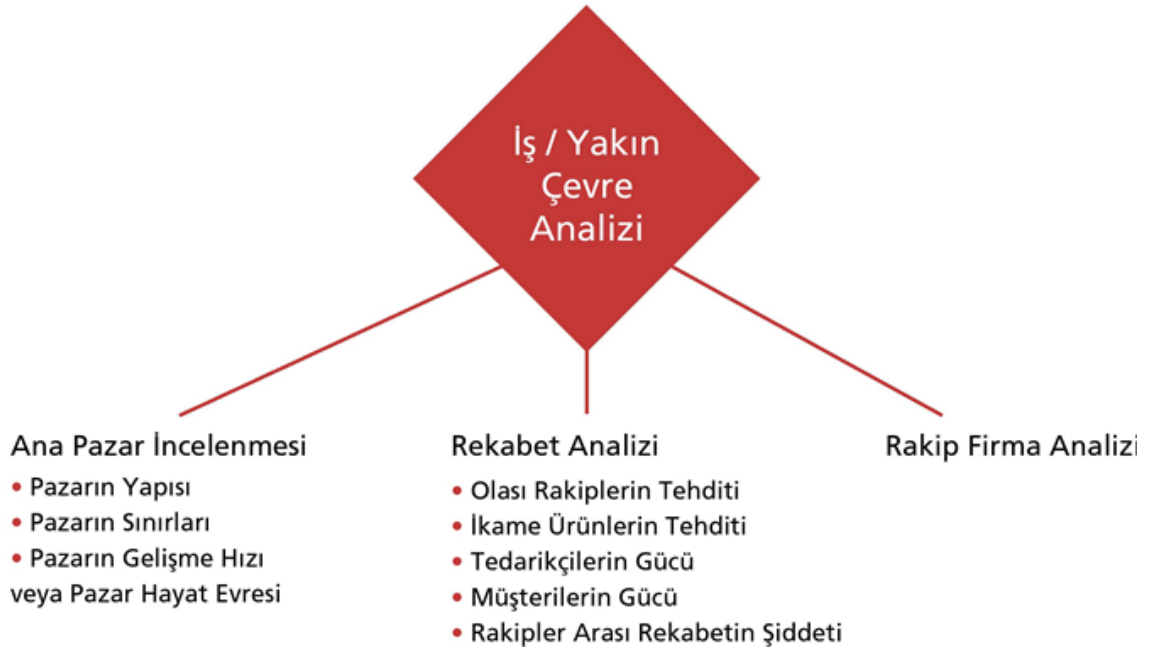 İş / Yakın
Çevre
Analizi
Ana Pazar İncelenmesi
• Pazarın Yapısı
• Pazarın Sınırları
• Pazarın Gelişme Hızı
veya Pazar Hayat Evresi
Rekabet Analizi
• Olası Rakiplerin Tehditi
• İkame Ürünlerin Tehditi
• Tedarikçilerin Gücü
• Müşterilerin Gücü
• Rakipler Arası Rekabetin Şiddeti
Rakip Firma Analizi